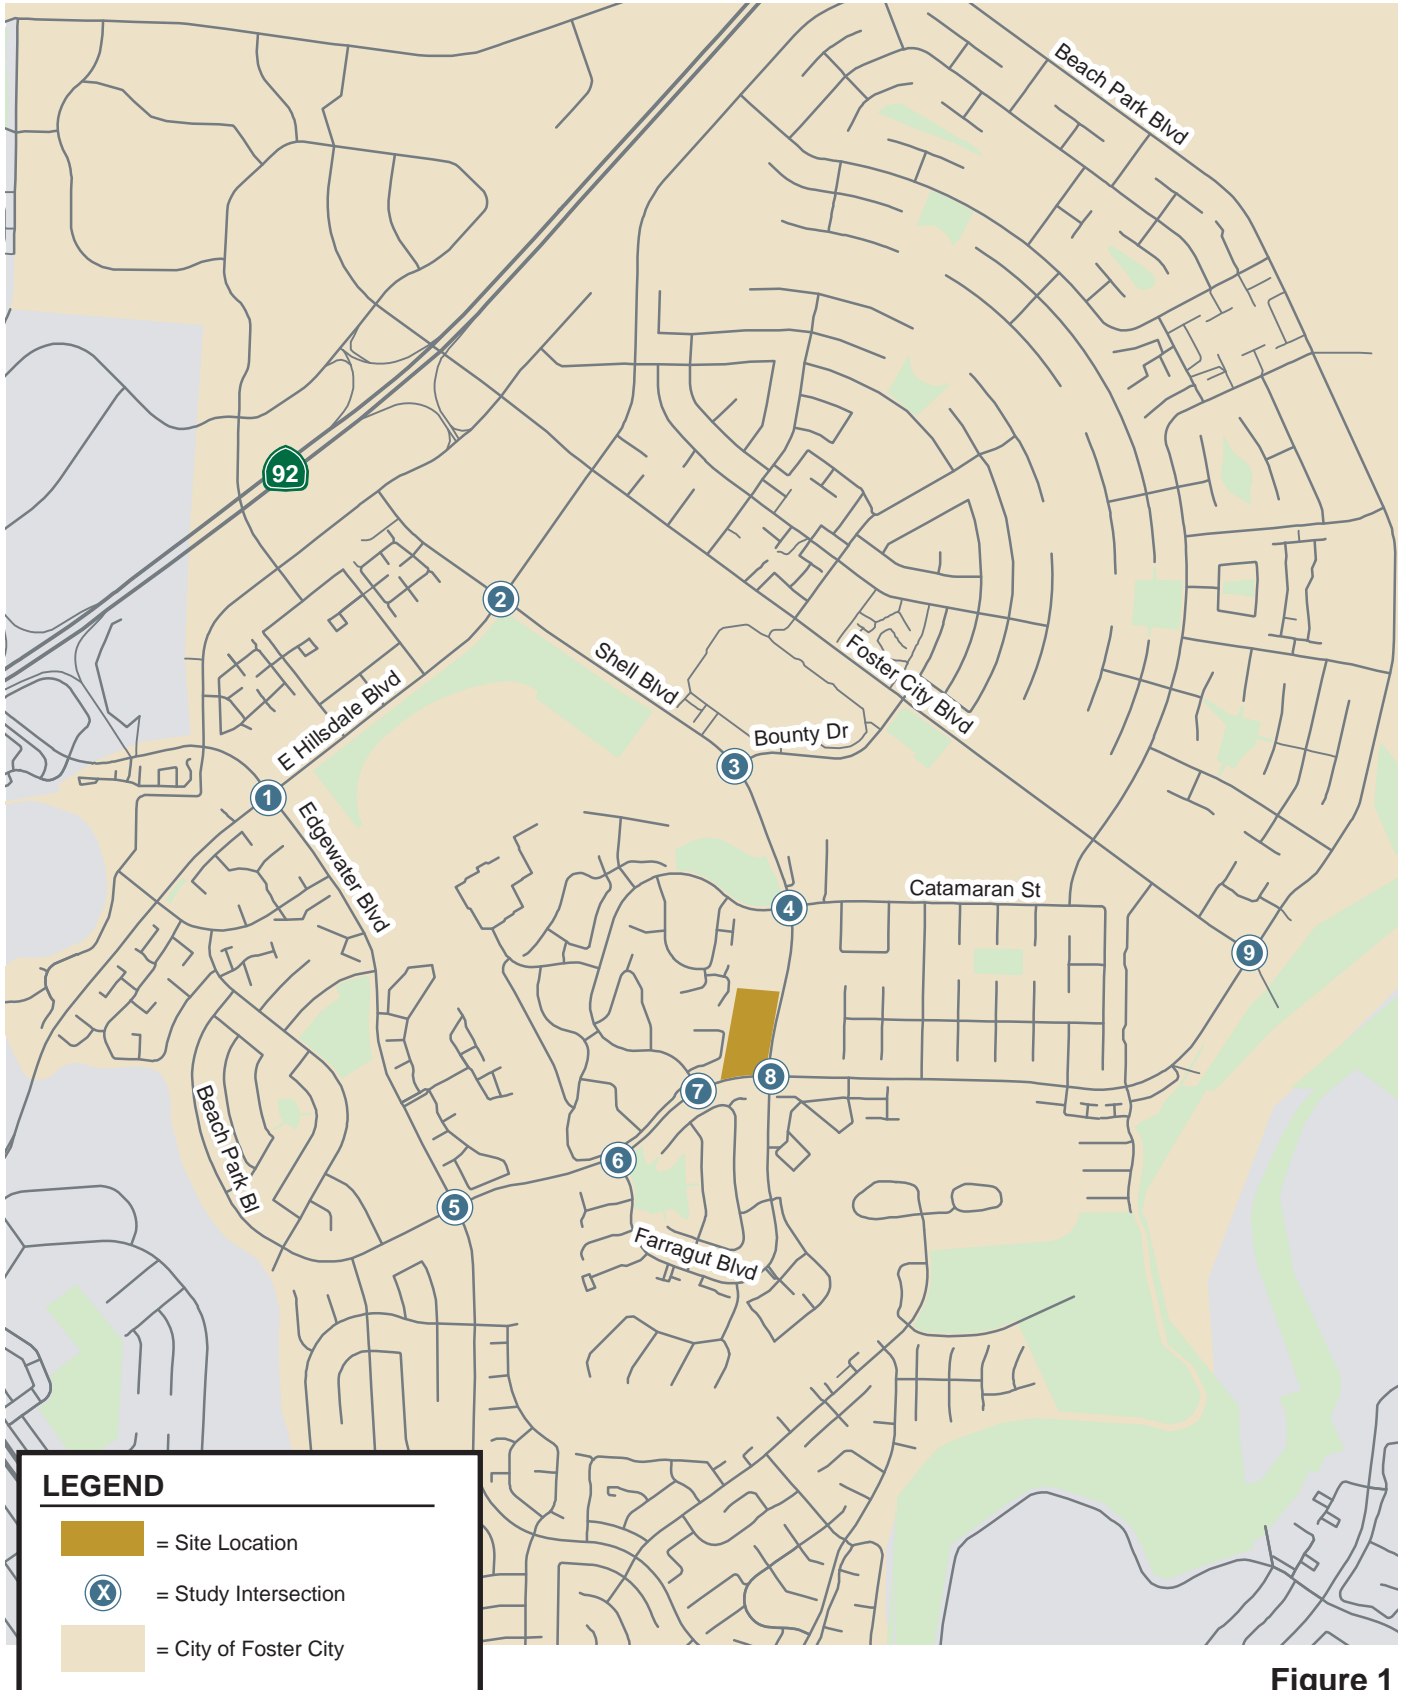 Beach Park Blvd
92
2
Shell Blvd
Foster City Blvd
E Hillsdale Blvd
Bounty Dr
3
1
Edgewater Blvd
Catamaran St
4
9
8
7
Beach Park Bl
6
5
Farragut Blvd
LEGEND
= Site Location
X = Study Intersection
= City of Foster City
Figure 1